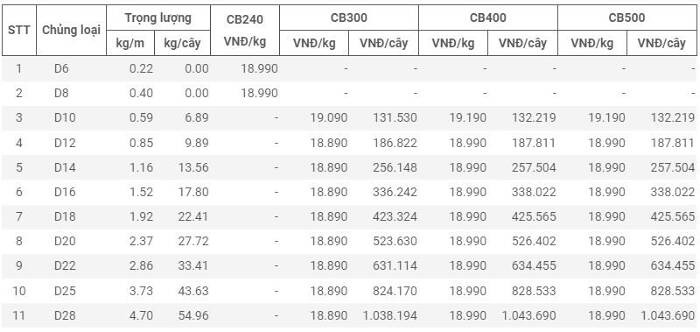 STT Chủng loại Trọng lượng CB240 CB300 CB400 CB500
kg/m kg/cây VNĐ/kg VNĐ/kg VNĐ/cây VNĐ/kg VNĐ/cây VNĐ/kg VNĐ/cây
1 D6 0.22 0.00 18.990 - - - - - -
2 D8 0.40 0.00 18.990 - - - - - -
3 D10 0.59 6.89 - 19.090 131.530 19.190 132.219 19.190 132.219
4 D12 0.85 9.89 - 18.890 186.822 18.990 187.811 18.990 187.811
5 D14 1.16 13.56 - 18.890 256.148 18.990 257.504 18.990 257.504
6 D16 1.52 17.80 - 18.890 336.242 18.990 338.022 18.990 338.022
7 D18 1.92 22.41 - 18.890 423.324 18.990 425.565 18.990 425.565
8 D20 2.37 27.72 - 18.890 523.630 18.990 526.402 18.990 526.402
9 D22 2.86 33.41 - 18.890 631.114 18.990 634.455 18.990 634.455
10 D25 3.73 43.63 - 18.890 824.170 18.990 828.533 18.990 828.533
11 D28 4.70 54.96 - 18.890 1.038.194 18.990 1.043.690 18.990 1.043.690